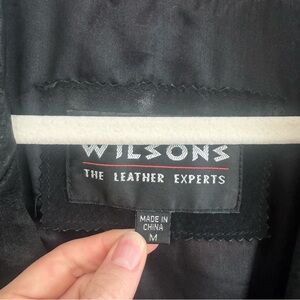 WILSONS
THE LEATHER EXPERTS
MADE IN
CHINA
M